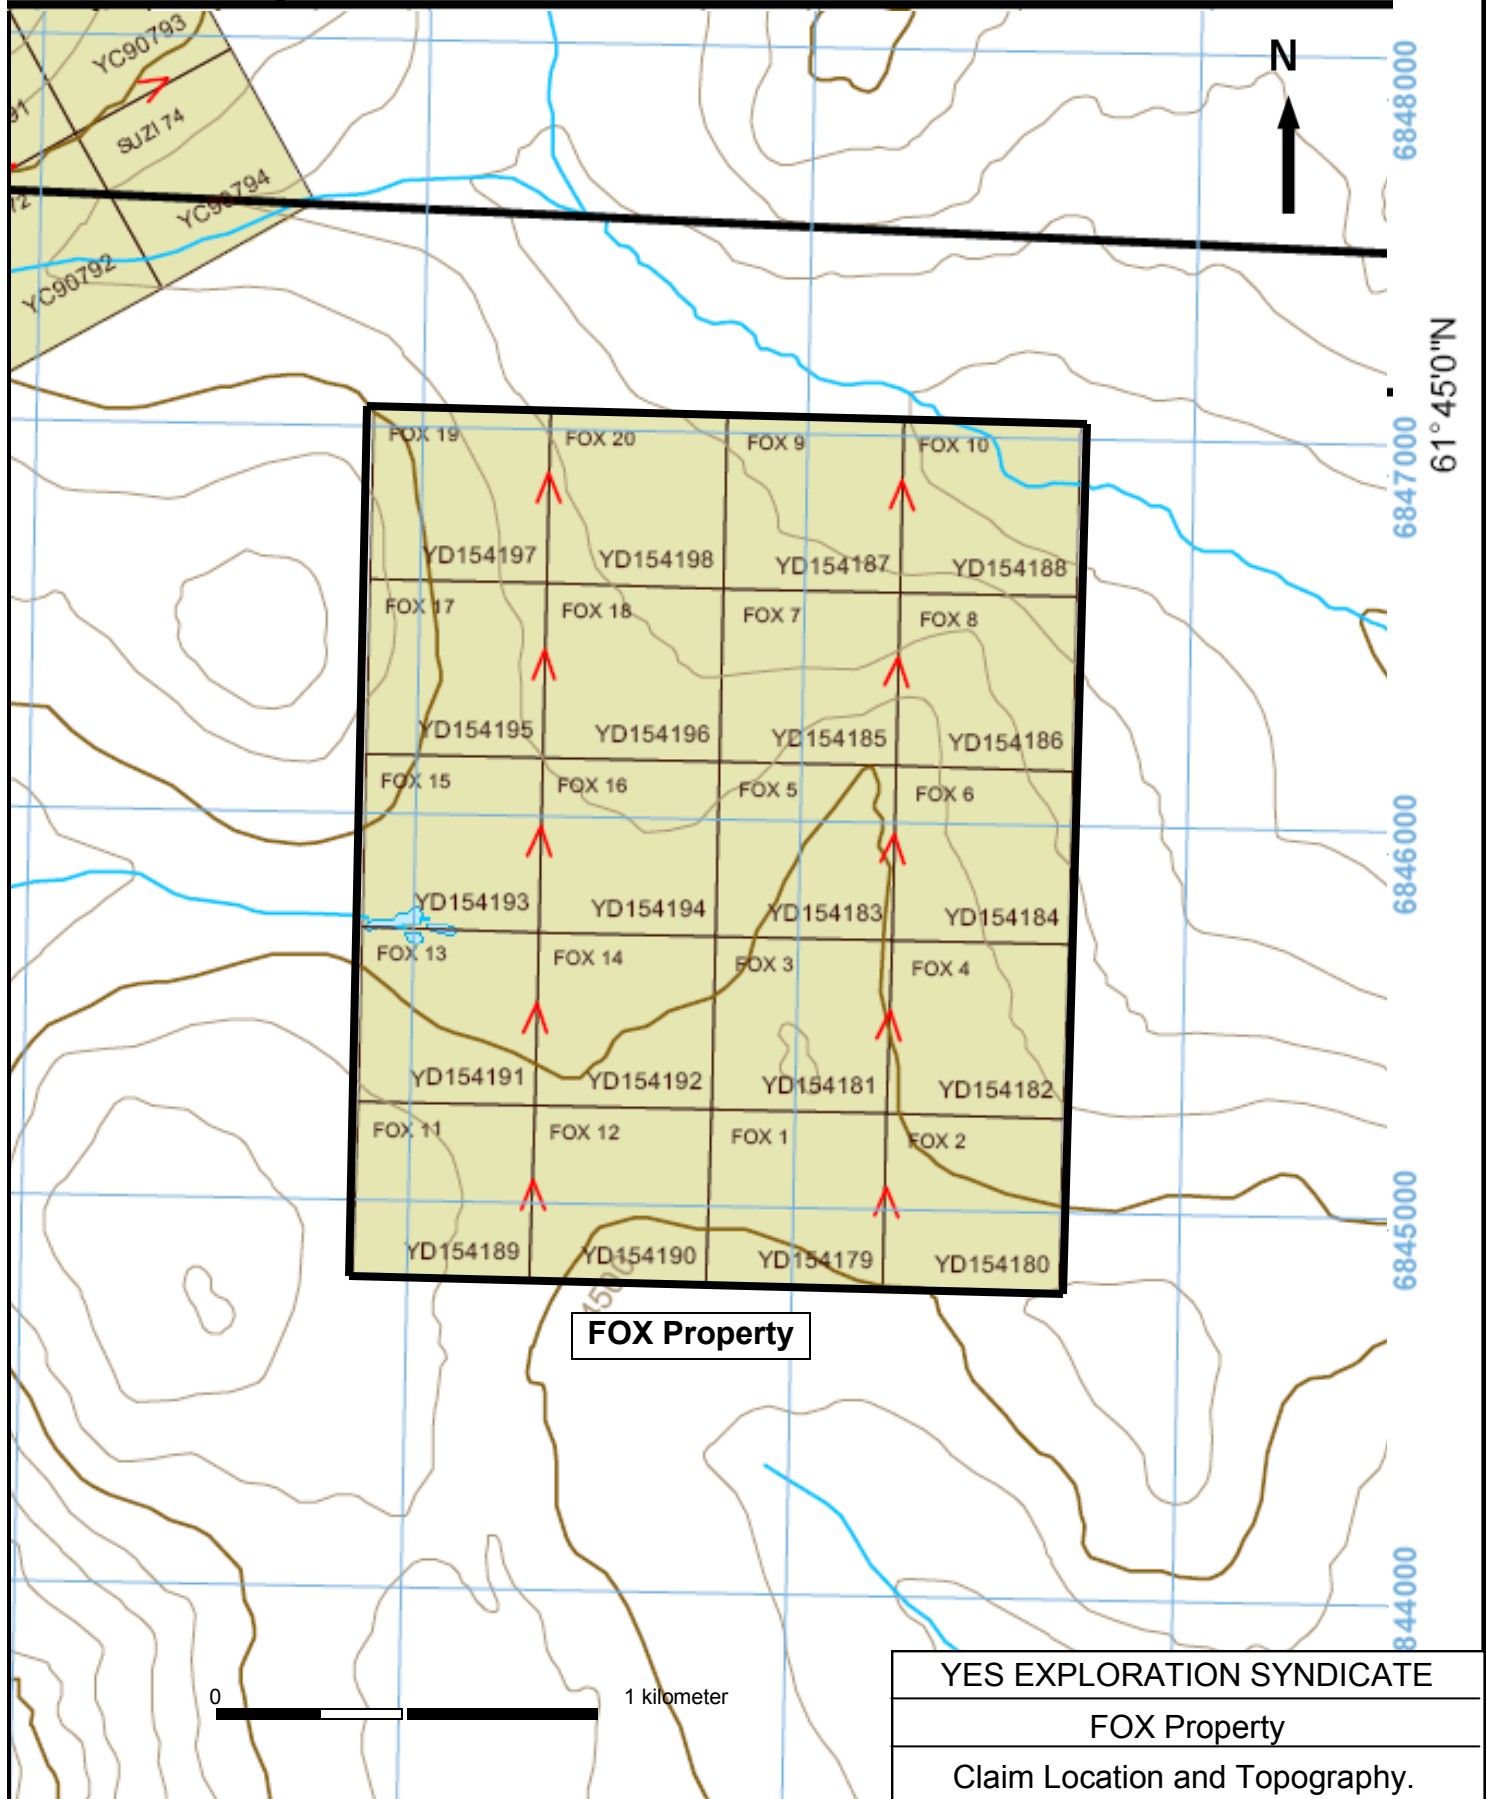 YC90793
N
6848000
91
SUZI 74
YC90794
72
YC90792
61°45'0"N
6847000
FOX 19
FOX 20
FOX 9
FOX 10
YD154197
YD154198
YD154187
YD154188
FOX 17
FOX 18
FOX 7
FOX 8
YD154195
YD154196
YD154185
YD154186
FOX 15
FOX 16
FOX 5
FOX 6
6846000
YD154193
YD154194
YD154183
YD154184
FOX 13
FOX 14
FOX 3
FOX 4
YD154191
YD154192
YD154181
YD154182
FOX 11
FOX 12
FOX 1
FOX 2
6845000
YD154189
YD154190
YD154179
YD154180
4500
FOX Property
844000
0
1 kilometer
YES EXPLORATION SYNDICATE
FOX Property
Claim Location and Topography.